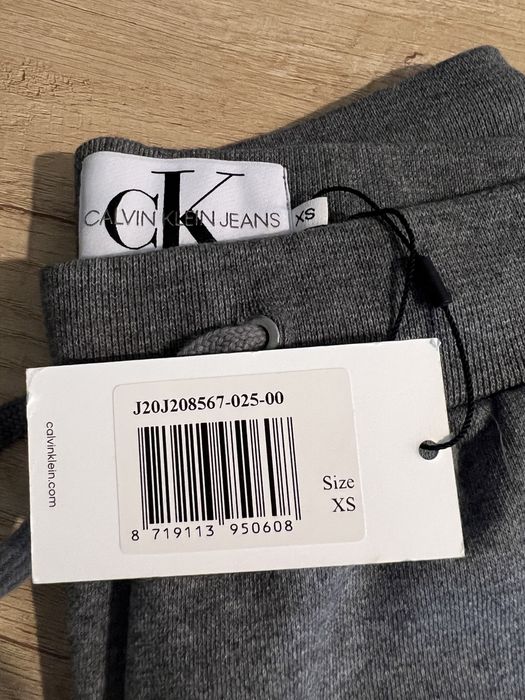 CK
CALVIN KLEIN JEANS
XS
calvinklein.com
J20J208567-025-00
8 719113 950608
Size
XS